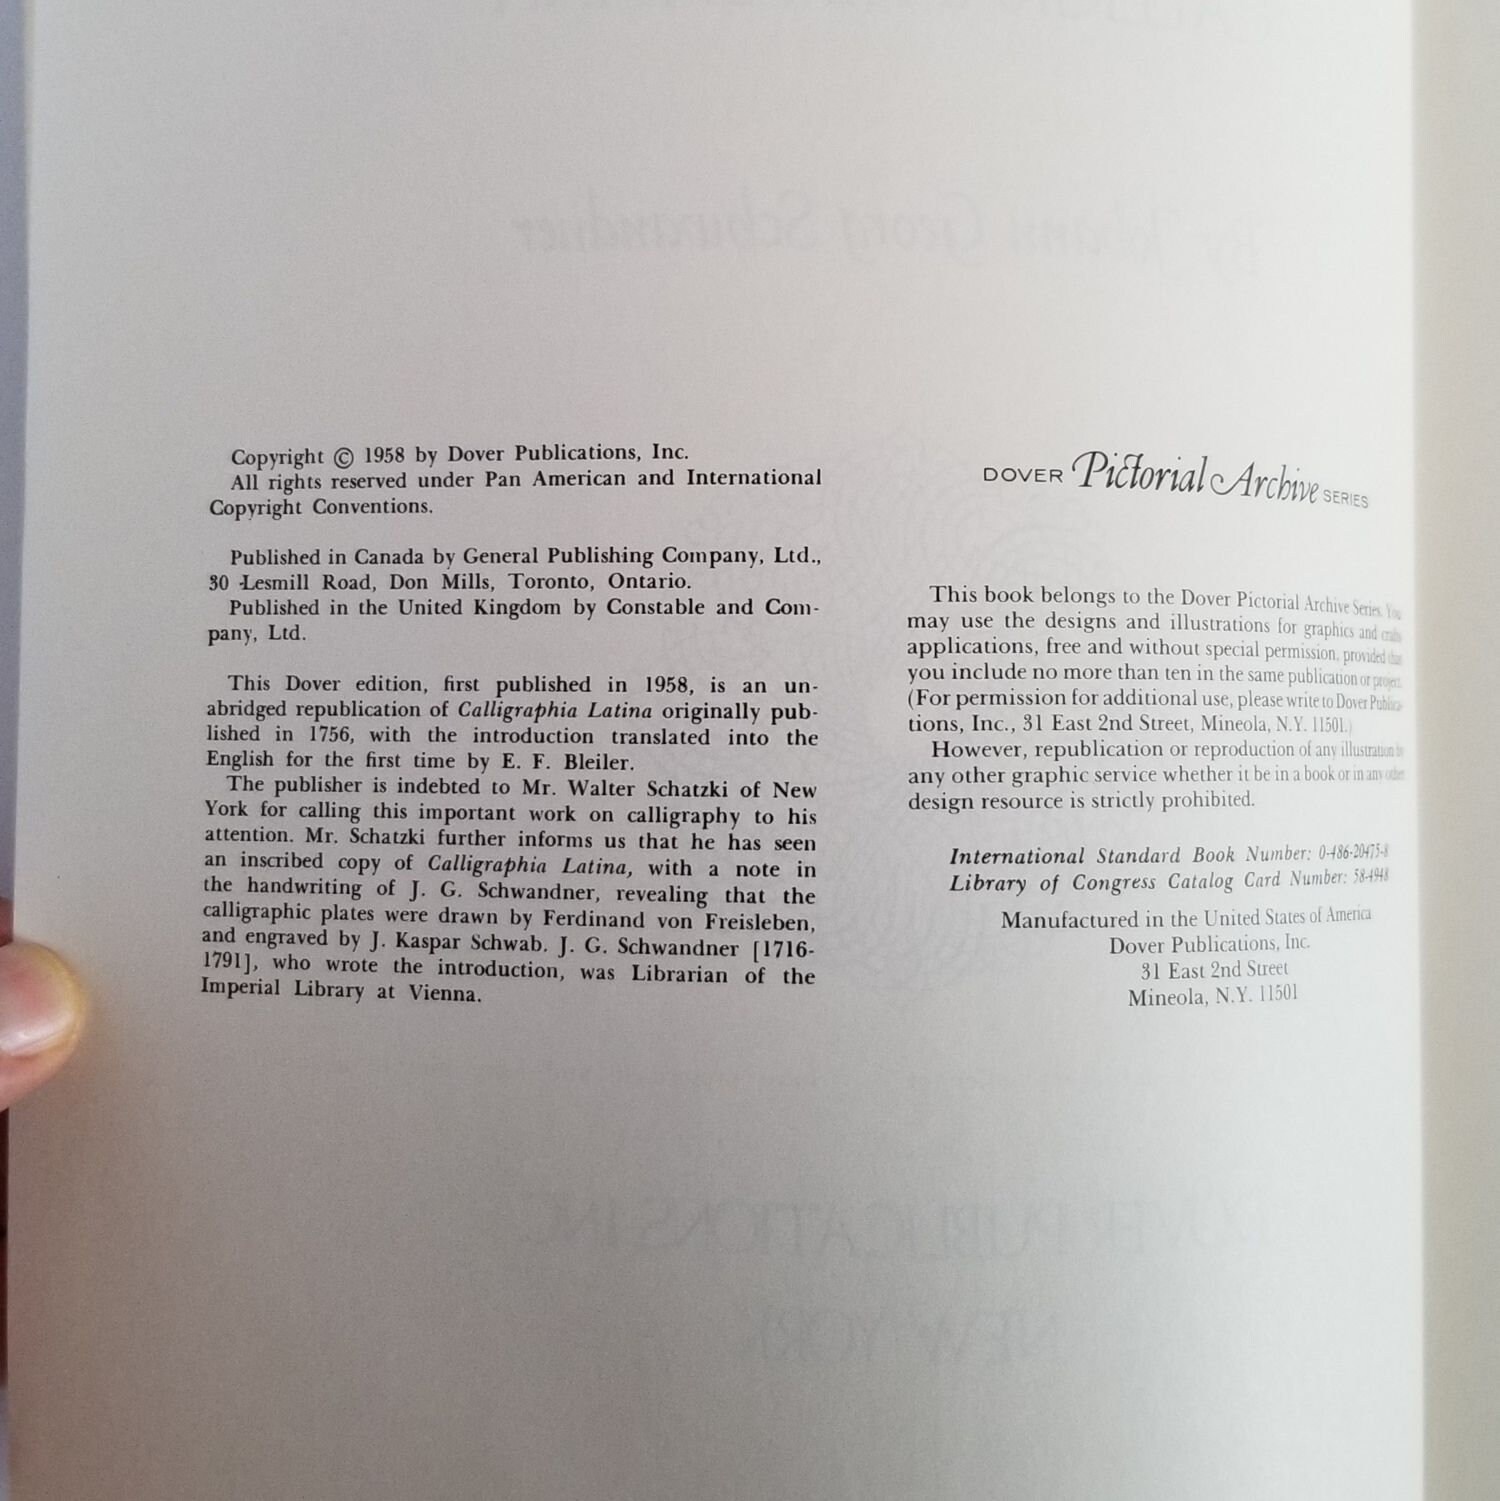 Copyright © 1958 by Dover Publications, Inc.
All rights reserved under Pan American and International
Copyright Conventions.
Published in Canada by General Publishing Company, Ltd.,
30 Lesmill Road, Don Mills, Toronto, Ontario.
Published in the United Kingdom by Constable and Com-
pany, Ltd.
This Dover edition, first published in 1958, is an un-
abridged republication of Calligraphia Latina originally pub-
lished in 1756, with the introduction translated into the
English for the first time by E. F. Bleiler.
The publisher is indebted to Mr. Walter Schatzki of New
York for calling this important work on calligraphy to his
attention. Mr. Schatzki further informs us that he has seen
an inscribed copy of Calligraphia Latina, with a note in
the handwriting of J. G. Schwandner, revealing that the
calligraphic plates were drawn by Ferdinand von Freisleben,
and engraved by J. Kaspar Schwab. J. G. Schwandner [1716-
1791], who wrote the introduction, was Librarian of the
Imperial Library at Vienna.
DOVER Pictorial Archive SERIES
This book belongs to the Dover Pictorial Archive Series. You
may use the designs and illustrations for graphics and crafts
applications, free and without special permission, provided that
you include no more than ten in the same publication or project.
(For permission for additional use, please write to Dover Publica-
tions, Inc., 31 East 2nd Street, Mineola, N.Y. 11501.)
However, republication or reproduction of any illustration by
any other graphic service whether it be in a book or in any other
design resource is strictly prohibited.
International Standard Book Number: 0-486-20475-8
Library of Congress Catalog Card Number: 58-4948
Manufactured in the United States of America
Dover Publications, Inc.
31 East 2nd Street
Mineola, N.Y. 11501